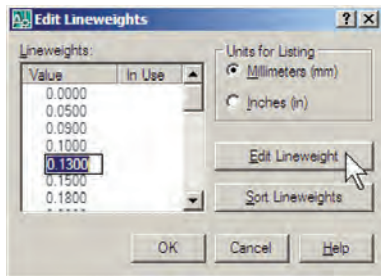 Edit Lineweights
Lineweights:
Units for Listing
Value In Use
Millimeters (mm)
0.0000
0.0500
Inches (in)
0.0900
0.1000
0.1300
Edit Lineweight
0.1500
0.1800
Sort Lineweights
OK Cancel Help